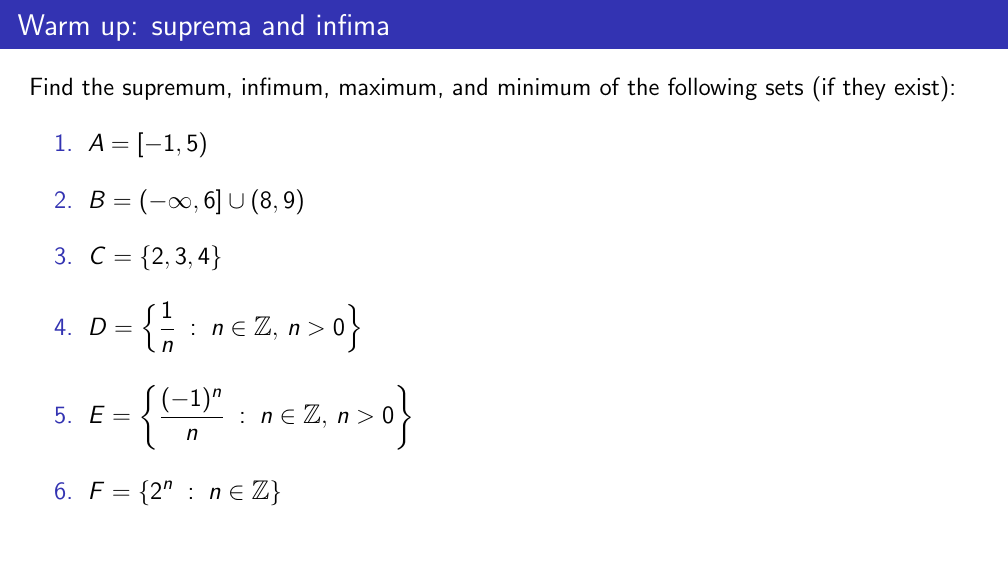 Warm up: suprema and infima
Find the supremum, infimum, maximum, and minimum of the following sets (if they exist):
1. A = [−1, 5)
2. B = (−∞, 6] ∪ (8, 9)
3. C = {2, 3, 4}
4. D = {1/n : n ∈ ℤ, n > 0}
5. E = {(−1)ⁿ/n : n ∈ ℤ, n > 0}
6. F = {2ⁿ : n ∈ ℤ}